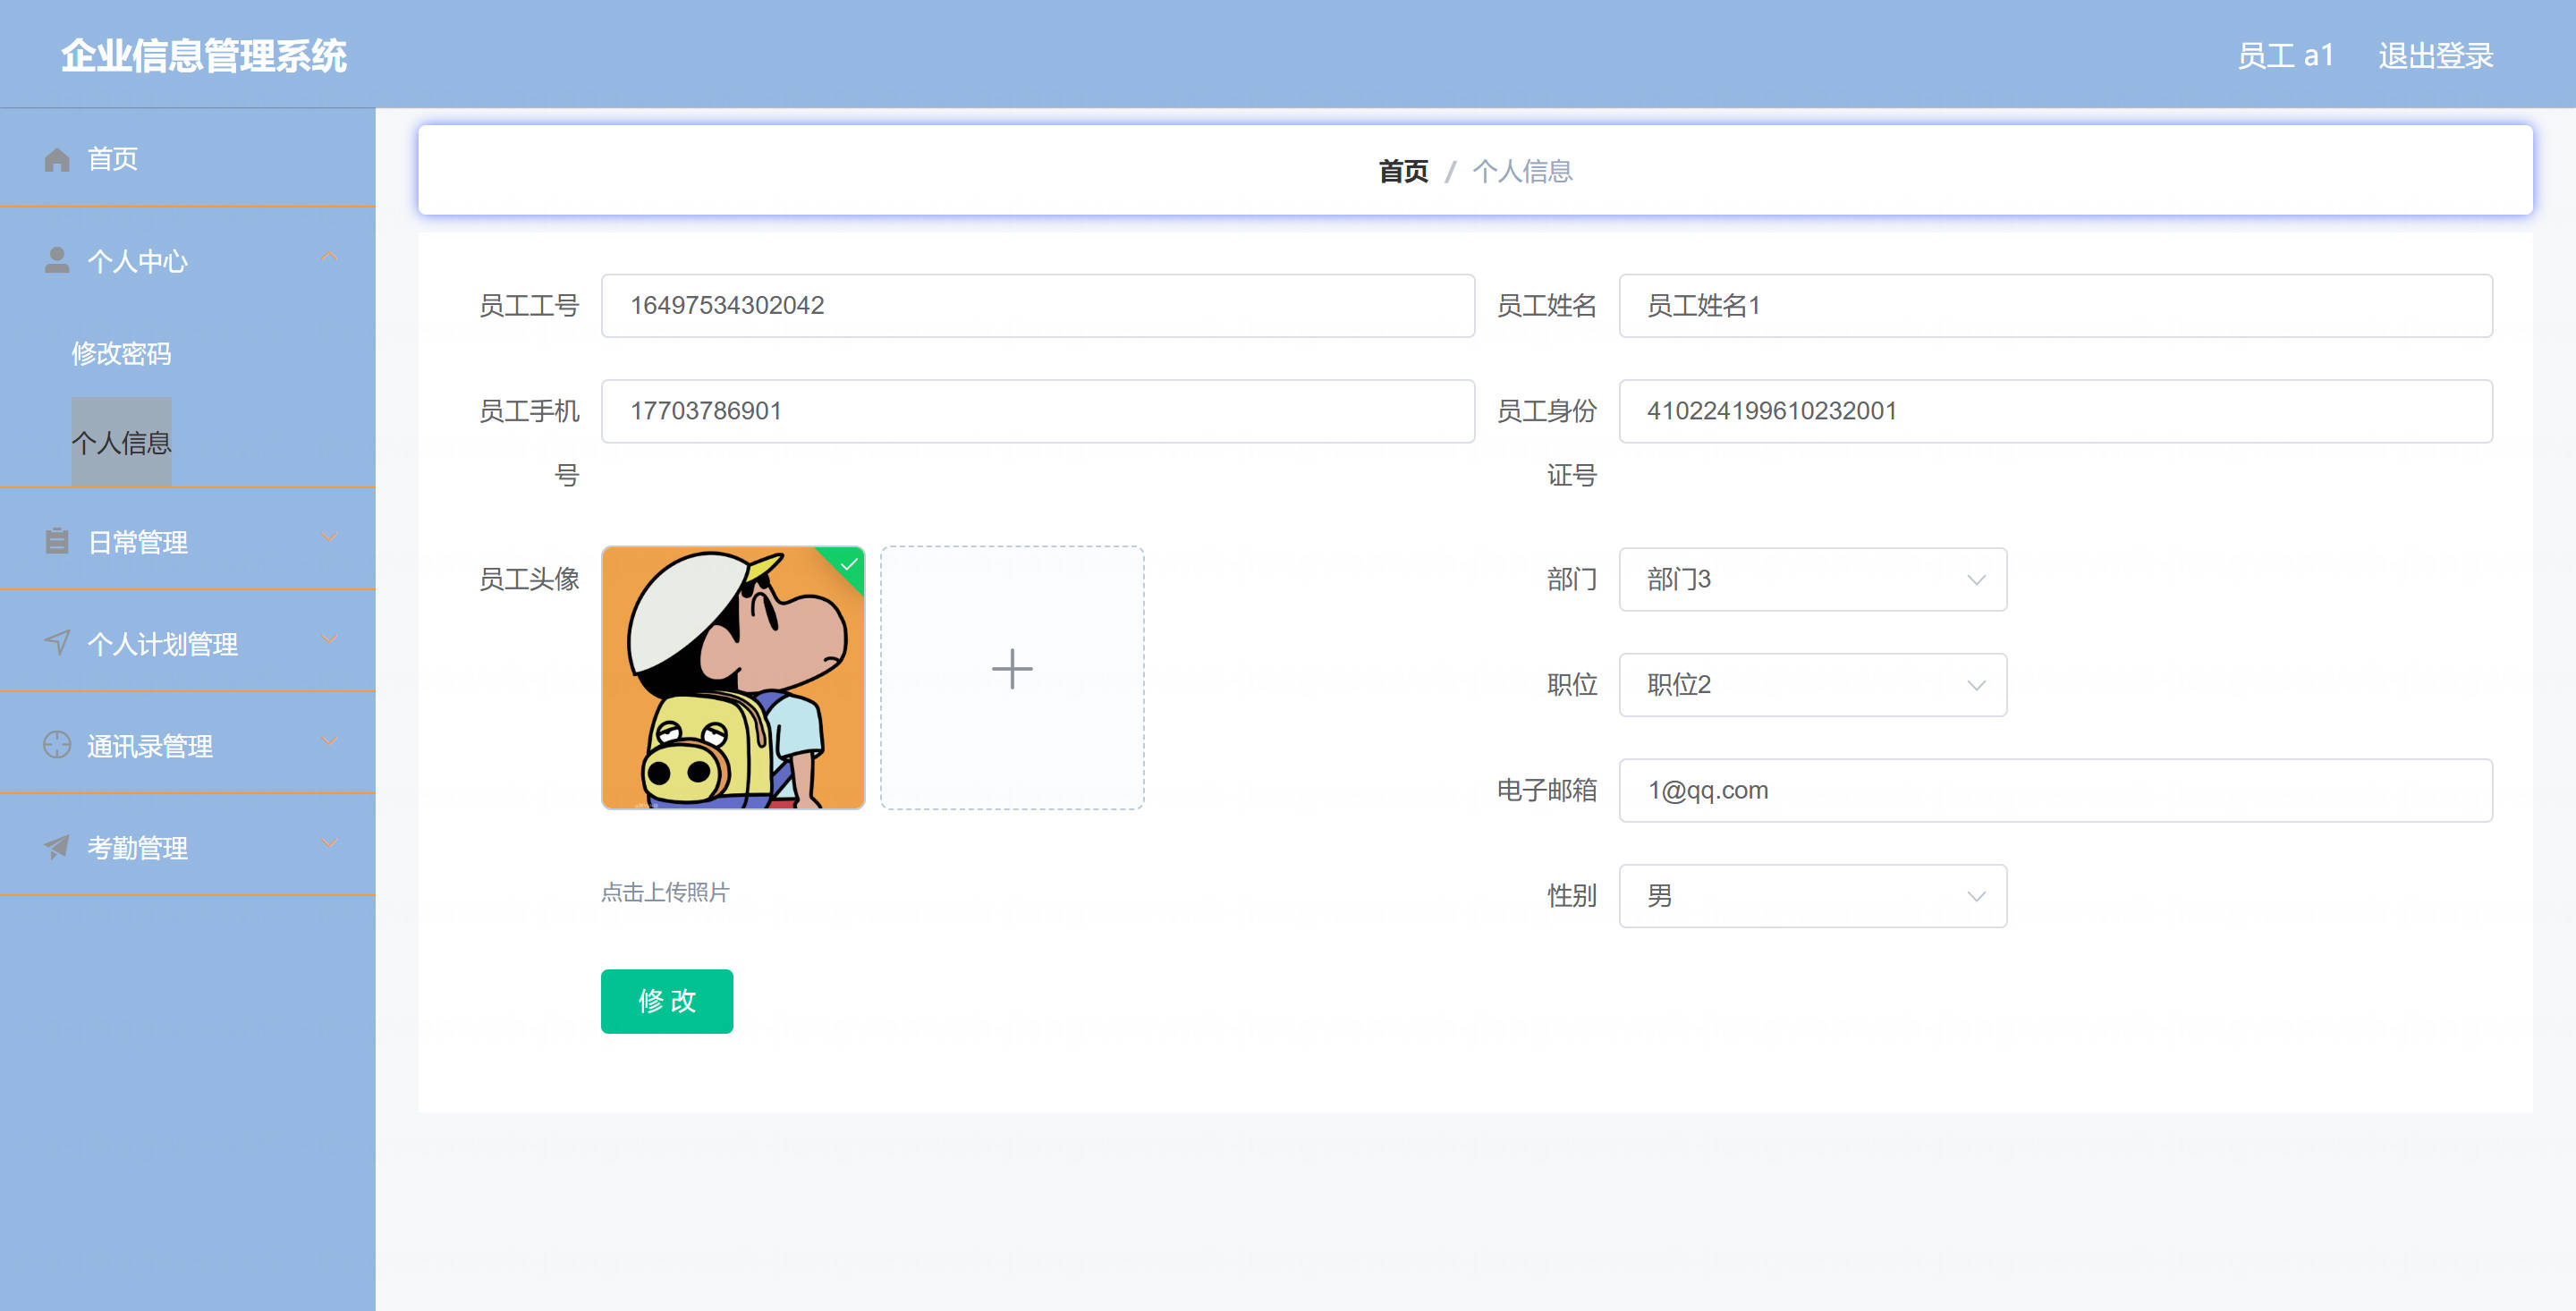 企业信息管理系统
员工 a1 退出登录
首页
个人中心
修改密码
个人信息
日常管理
个人计划管理
通讯录管理
考勤管理
首页 / 个人信息
员工工号 16497534302042
员工姓名 员工姓名1
员工手机号 17703786901
员工身份证号 410224199610232001
员工头像
部门 部门3
职位 职位2
电子邮箱 1@qq.com
点击上传照片
性别 男
修 改